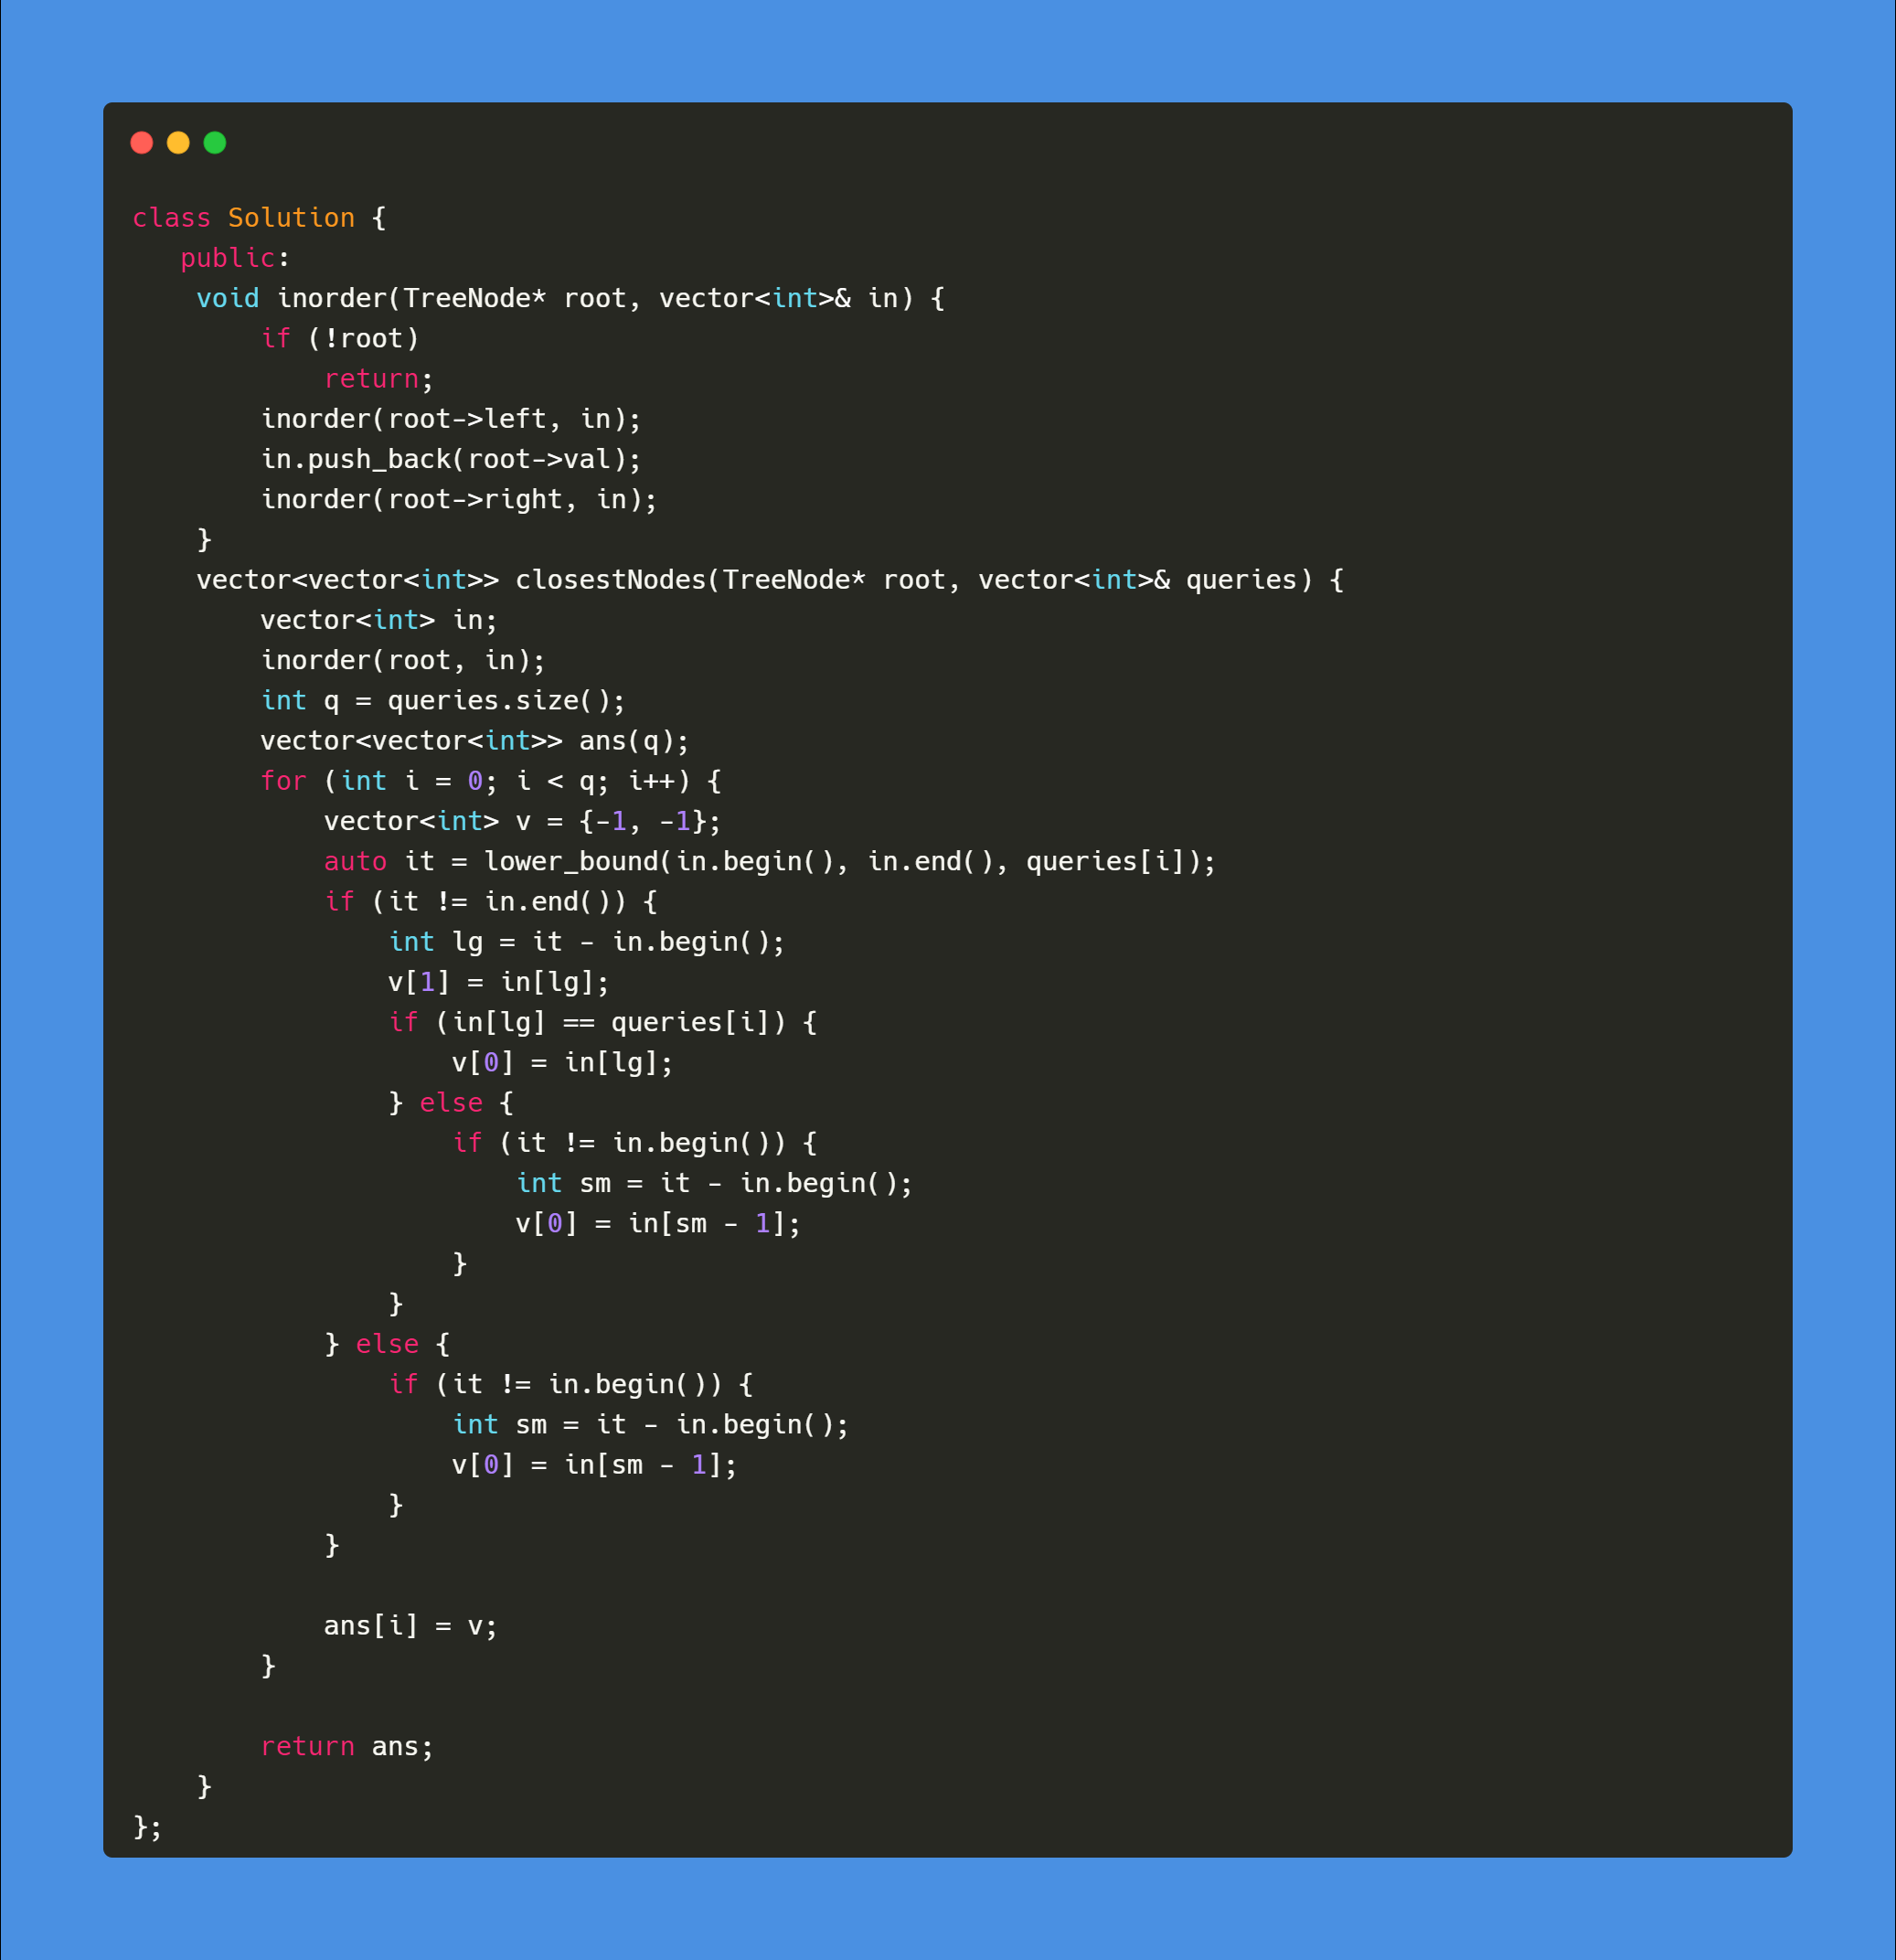 class Solution {
   public:
    void inorder(TreeNode* root, vector<int>& in) {
        if (!root)
            return;
        inorder(root->left, in);
        in.push_back(root->val);
        inorder(root->right, in);
    }
    vector<vector<int>> closestNodes(TreeNode* root, vector<int>& queries) {
        vector<int> in;
        inorder(root, in);
        int q = queries.size();
        vector<vector<int>> ans(q);
        for (int i = 0; i < q; i++) {
            vector<int> v = {-1, -1};
            auto it = lower_bound(in.begin(), in.end(), queries[i]);
            if (it != in.end()) {
                int lg = it - in.begin();
                v[1] = in[lg];
                if (in[lg] == queries[i]) {
                    v[0] = in[lg];
                } else {
                    if (it != in.begin()) {
                        int sm = it - in.begin();
                        v[0] = in[sm - 1];
                    }
                }
            } else {
                if (it != in.begin()) {
                    int sm = it - in.begin();
                    v[0] = in[sm - 1];
                }
            }

            ans[i] = v;
        }

        return ans;
    }
};